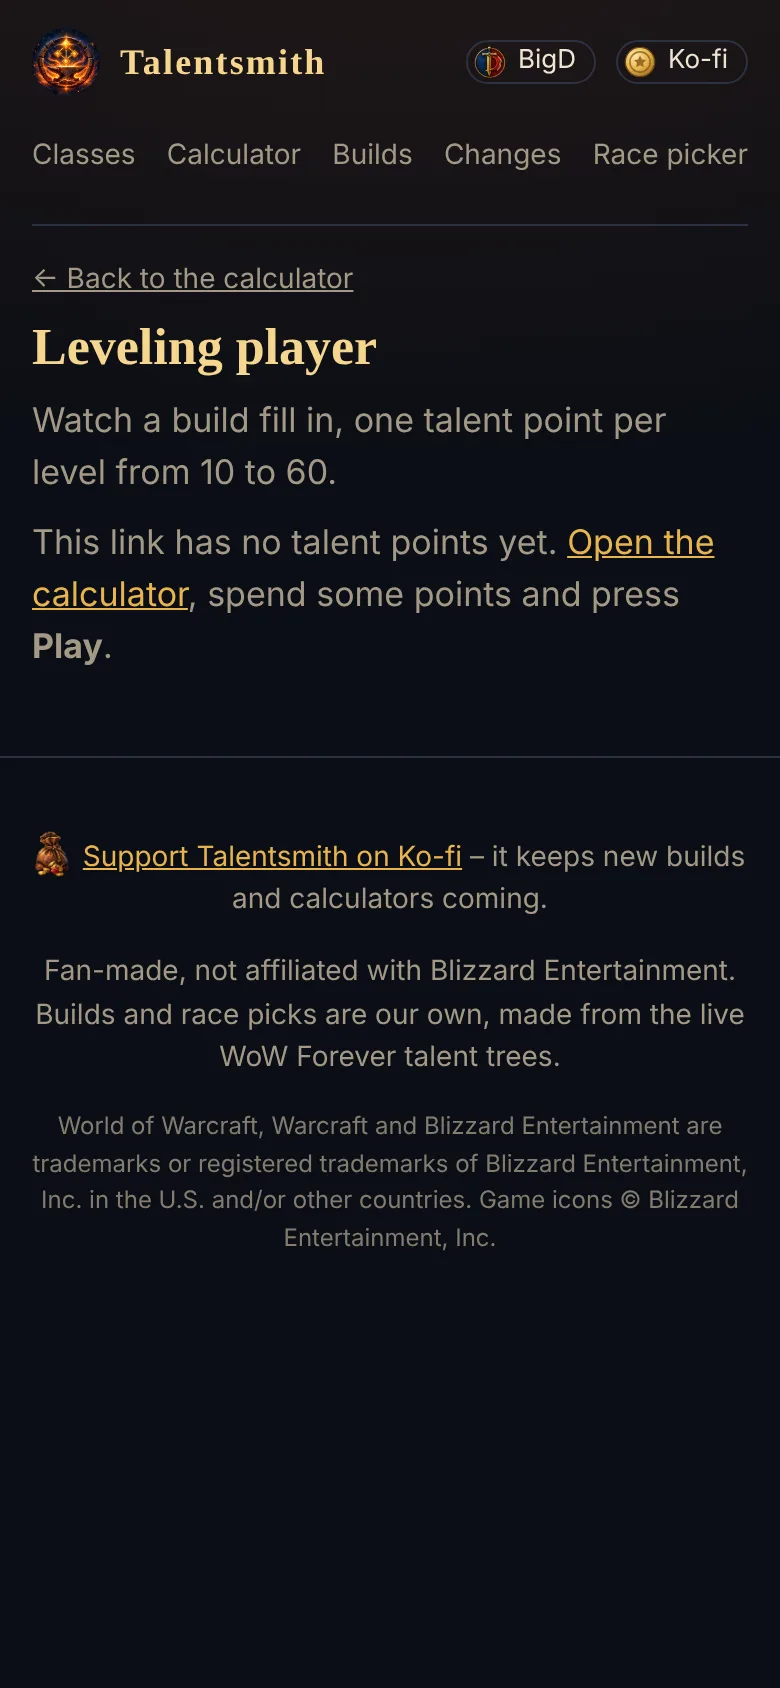 Talentsmith
BigD
Ko-fi
Classes Calculator Builds Changes Race picker
← Back to the calculator
Leveling player
Watch a build fill in, one talent point per
level from 10 to 60.
This link has no talent points yet. Open the
calculator, spend some points and press
Play.
Support Talentsmith on Ko-fi – it keeps new builds
and calculators coming.
Fan-made, not affiliated with Blizzard Entertainment.
Builds and race picks are our own, made from the live
WoW Forever talent trees.
World of Warcraft, Warcraft and Blizzard Entertainment are
trademarks or registered trademarks of Blizzard Entertainment,
Inc. in the U.S. and/or other countries. Game icons © Blizzard
Entertainment, Inc.